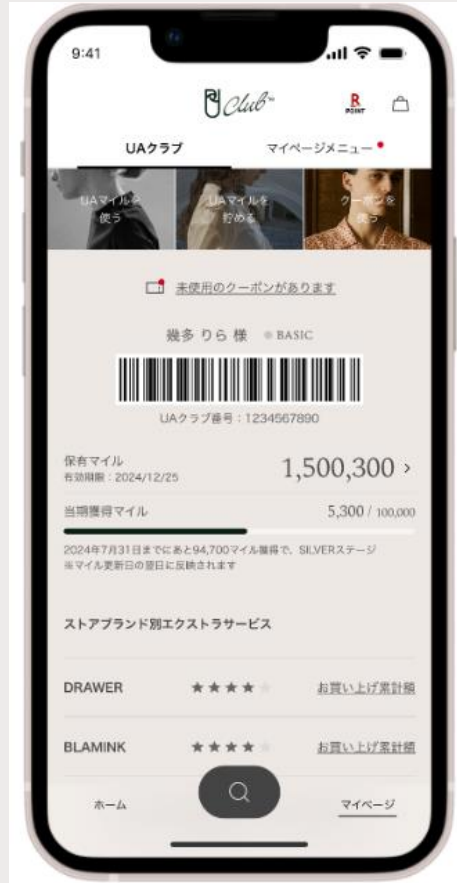 9:41
Club™
R
POINT
UAクラブ
マイページメニュー
UAマイルを
使う
UAマイルを
貯める
クーポンを
使う
未使用のクーポンがあります
幾多 りら 様 BASIC
UAクラブ番号：1234567890
保有マイル
有効期限：2024/12/25
1,500,300 >
当期獲得マイル 5,300 / 100,000
2024年7月31日までにあと94,700マイル獲得で、SILVERステージ
※マイル更新日の翌日に反映されます
ストアブランド別エクストラサービス
DRAWER ★★★★★ お買い上げ累計額
BLAMINK ★★★★★ お買い上げ累計額
ホーム
マイページ